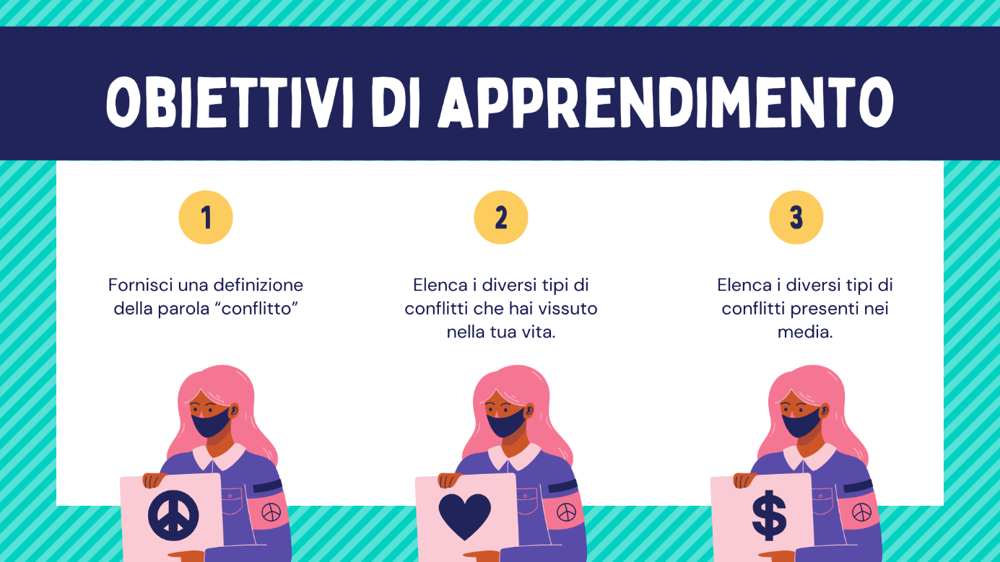 OBIETTIVI DI APPRENDIMENTO
1
Fornisci una definizione
della parola “conflitto”
2
Elenca i diversi tipi di
conflitti che hai vissuto
nella tua vita.
3
Elenca i diversi tipi di
conflitti presenti nei
media.
$